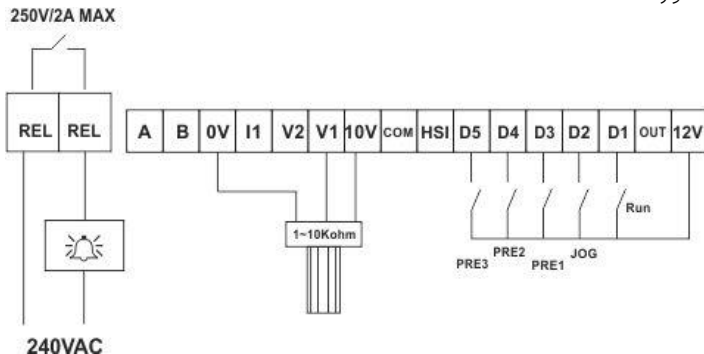 250V/2A MAX
REL REL A B 0V I1 V2 V1 10V COM HSI D5 D4 D3 D2 D1 OUT 12V
Run
1~10Kohm
PRE3 PRE2 PRE1 JOG
240VAC